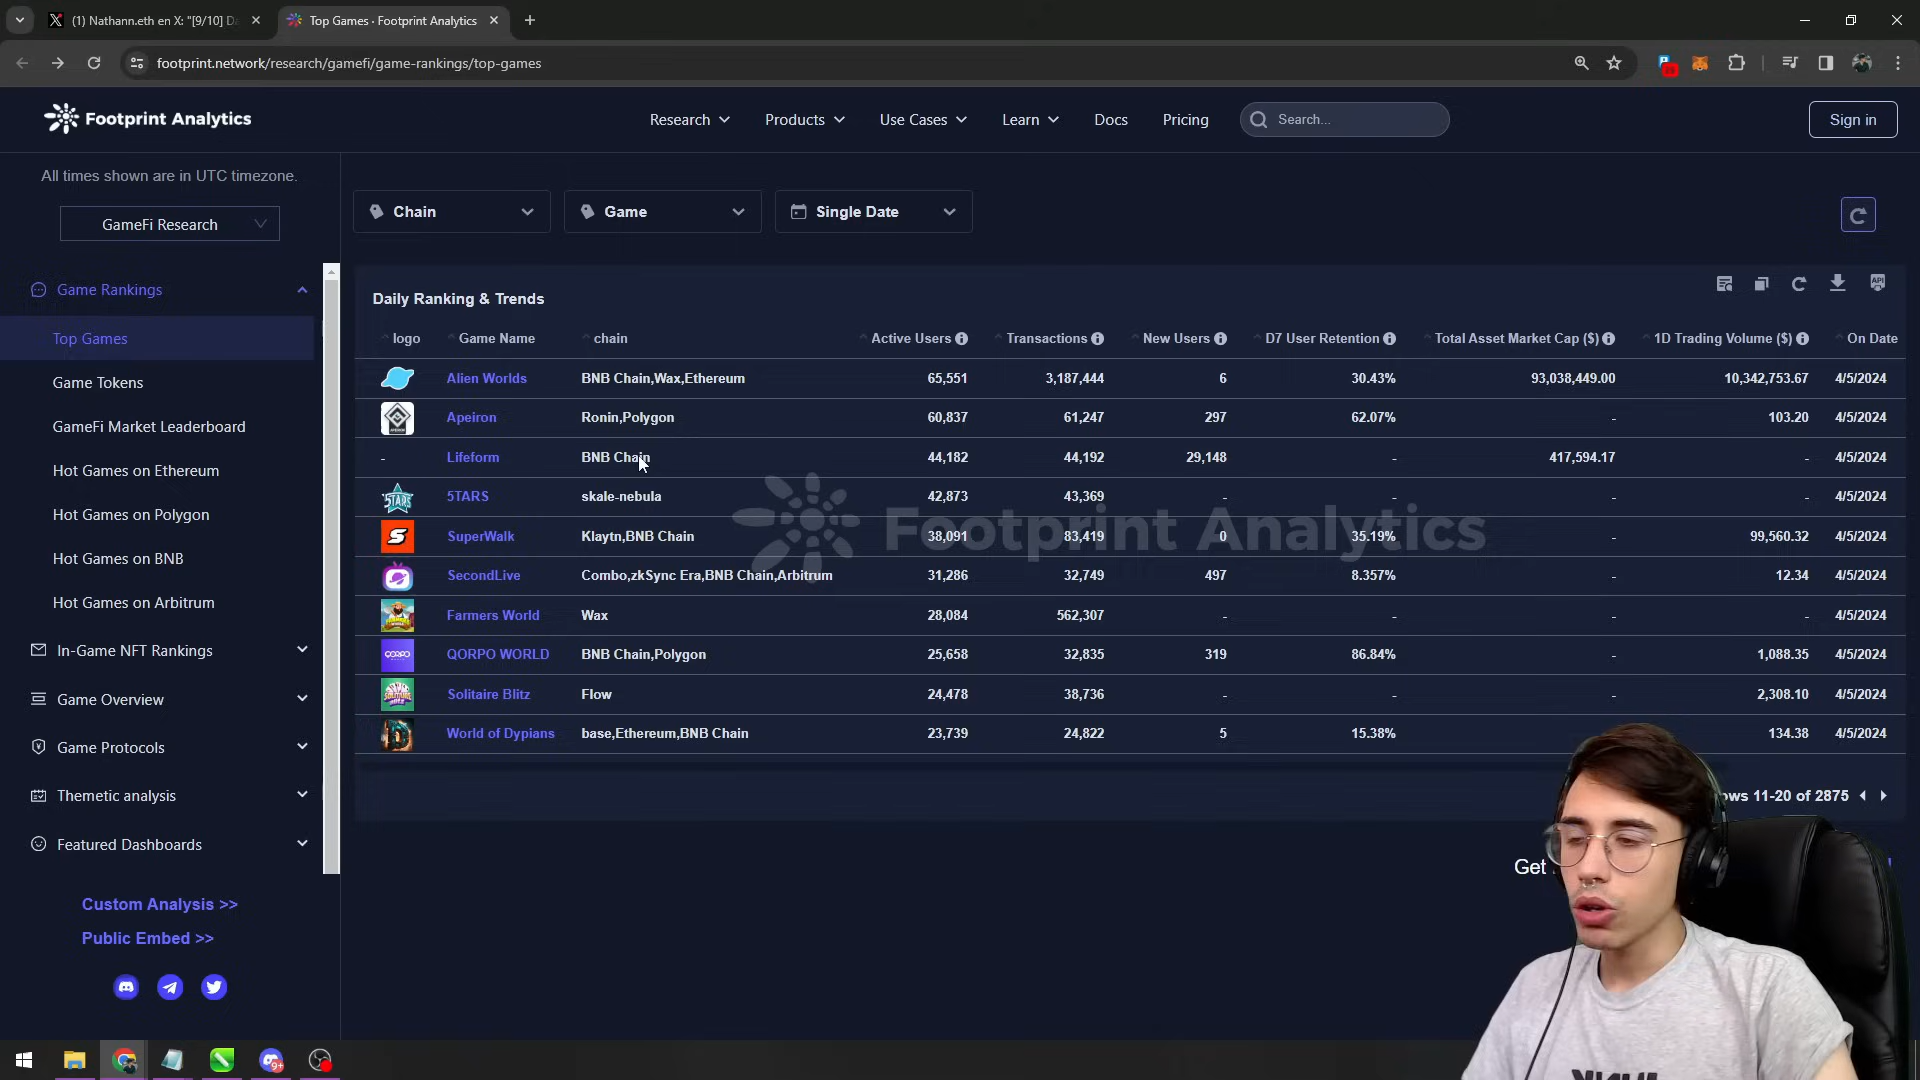 (1) Nathann.eth en X: "[9/10] D
Top Games · Footprint Analytics
footprint.network/research/gamefi/game-rankings/top-games
Footprint Analytics
Research
Products
Use Cases
Learn
Docs
Pricing
Search...
Sign in
All times shown are in UTC timezone.
GameFi Research
Game Rankings
Top Games
Game Tokens
GameFi Market Leaderboard
Hot Games on Ethereum
Hot Games on Polygon
Hot Games on BNB
Hot Games on Arbitrum
In-Game NFT Rankings
Game Overview
Game Protocols
Themetic analysis
Featured Dashboards
Custom Analysis >>
Public Embed >>
Chain
Game
Single Date
Daily Ranking & Trends
API
logo Game Name chain Active Users Transactions New Users D7 User Retention Total Asset Market Cap ($) 1D Trading Volume ($) On Date
Alien Worlds BNB Chain,Wax,Ethereum 65,551 3,187,444 6 30.43% 93,038,449.00 10,342,753.67 4/5/2024
Apeiron Ronin,Polygon 60,837 61,247 297 62.07% - 103.20 4/5/2024
- Lifeform BNB Chain 44,182 44,192 29,148 - 417,594.17 - 4/5/2024
5TARS skale-nebula 42,873 43,369 - - - - 4/5/2024
SuperWalk Klaytn,BNB Chain 38,091 83,419 0 35.19% - 99,560.32 4/5/2024
SecondLive Combo,zkSync Era,BNB Chain,Arbitrum 31,286 32,749 497 8.357% - 12.34 4/5/2024
Farmers World Wax 28,084 562,307 - - - - 4/5/2024
QORPO WORLD BNB Chain,Polygon 25,658 32,835 319 86.84% - 1,088.35 4/5/2024
Solitaire Blitz Flow 24,478 38,736 - - - 2,308.10 4/5/2024
World of Dypians base,Ethereum,BNB Chain 23,739 24,822 5 15.38% - 134.38 4/5/2024
Footprint Analytics
ows 11-20 of 2875
Get
9+